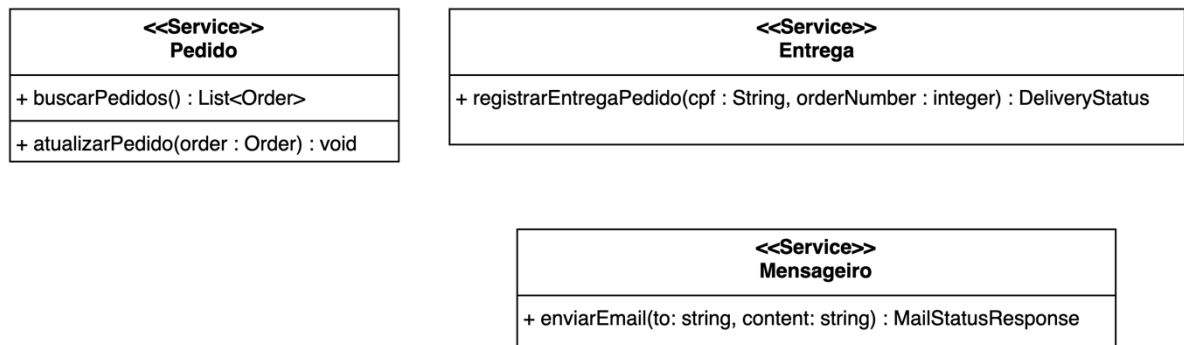 <<Service>>
Pedido
+ buscarPedidos() : List<Order>
+ atualizarPedido(order : Order) : void
<<Service>>
Entrega
+ registrarEntregaPedido(cpf : String, orderNumber : integer) : DeliveryStatus
<<Service>>
Mensageiro
+ enviarEmail(to: string, content: string) : MailStatusResponse